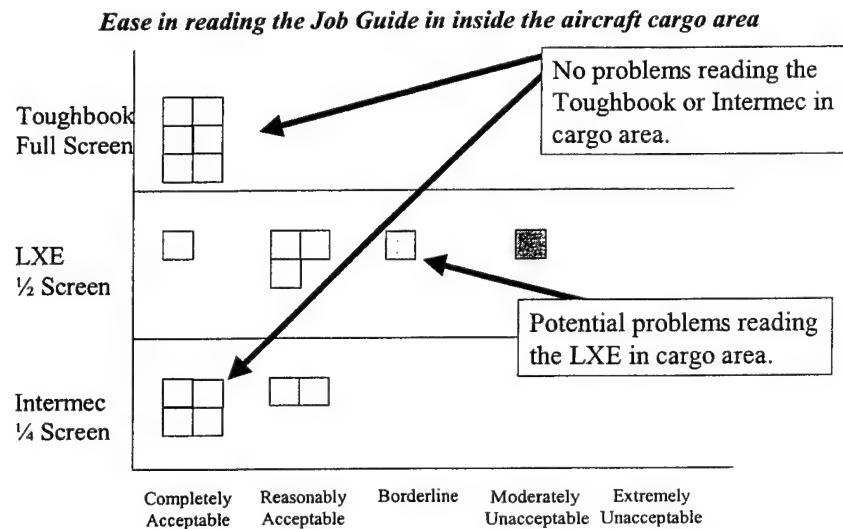 Ease in reading the Job Guide in inside the aircraft cargo area
No problems reading the
Toughbook or Intermec in
cargo area.
Toughbook
Full Screen
LXE
½ Screen
Potential problems reading
the LXE in cargo area.
Intermec
¼ Screen
Completely
Acceptable
Reasonably
Acceptable
Borderline
Moderately
Unacceptable
Extremely
Unacceptable